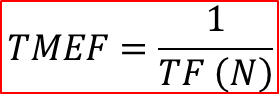 TMEF = 1 / TF (N)